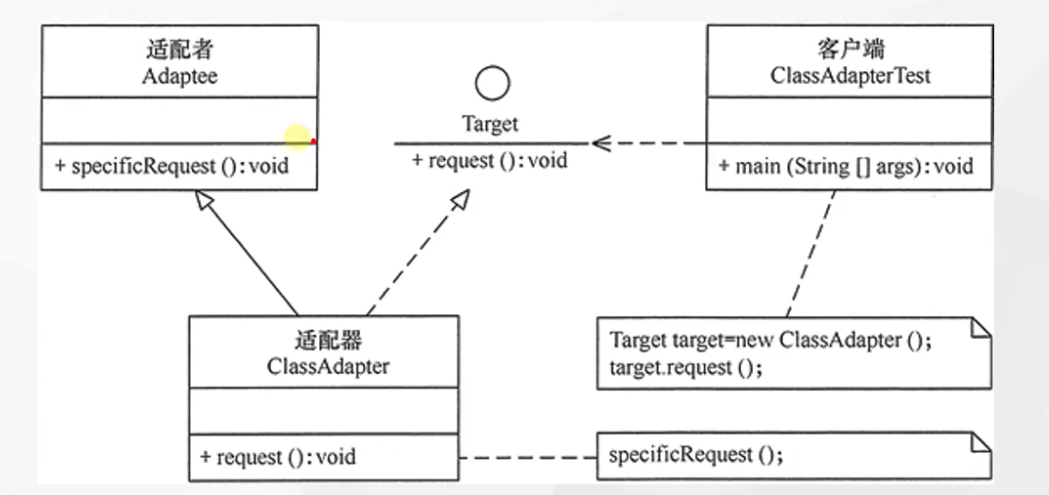 适配者
Adaptee
+ specificRequest ( ) : void
Target
+ request ( ) : void
客户端
ClassAdapterTest
+ main (String [] args) : void
适配器
ClassAdapter
+ request ( ) : void
Target target=new ClassAdapter ( );
target.request ( );
specificRequest ( );